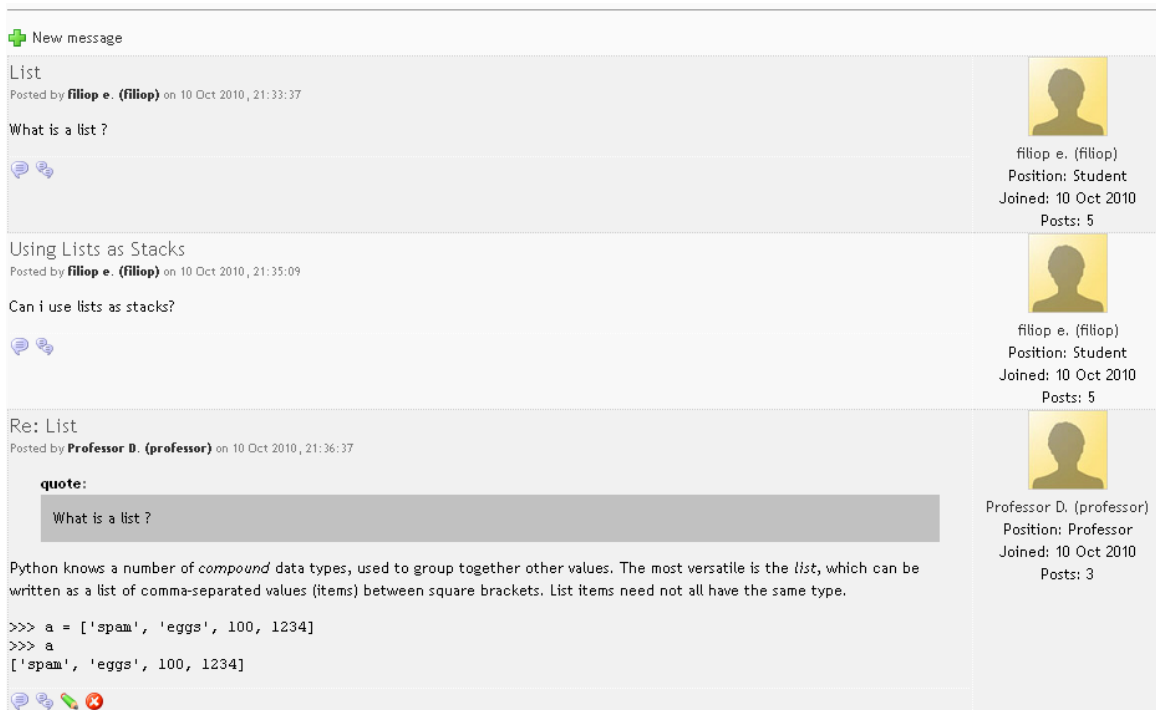 New message
List
Posted by filiop e. (filiop) on 10 Oct 2010, 21:33:37
What is a list ?
filiop e. (filiop)
Position: Student
Joined: 10 Oct 2010
Posts: 5
Using Lists as Stacks
Posted by filiop e. (filiop) on 10 Oct 2010, 21:35:09
Can i use lists as stacks?
filiop e. (filiop)
Position: Student
Joined: 10 Oct 2010
Posts: 5
Re: List
Posted by Professor D. (professor) on 10 Oct 2010, 21:36:37
quote:
What is a list ?
Python knows a number of compound data types, used to group together other values. The most versatile is the list, which can be
written as a list of comma-separated values (items) between square brackets. List items need not all have the same type.
>>> a = ['spam', 'eggs', 100, 1234]
>>> a
['spam', 'eggs', 100, 1234]
Professor D. (professor)
Position: Professor
Joined: 10 Oct 2010
Posts: 3